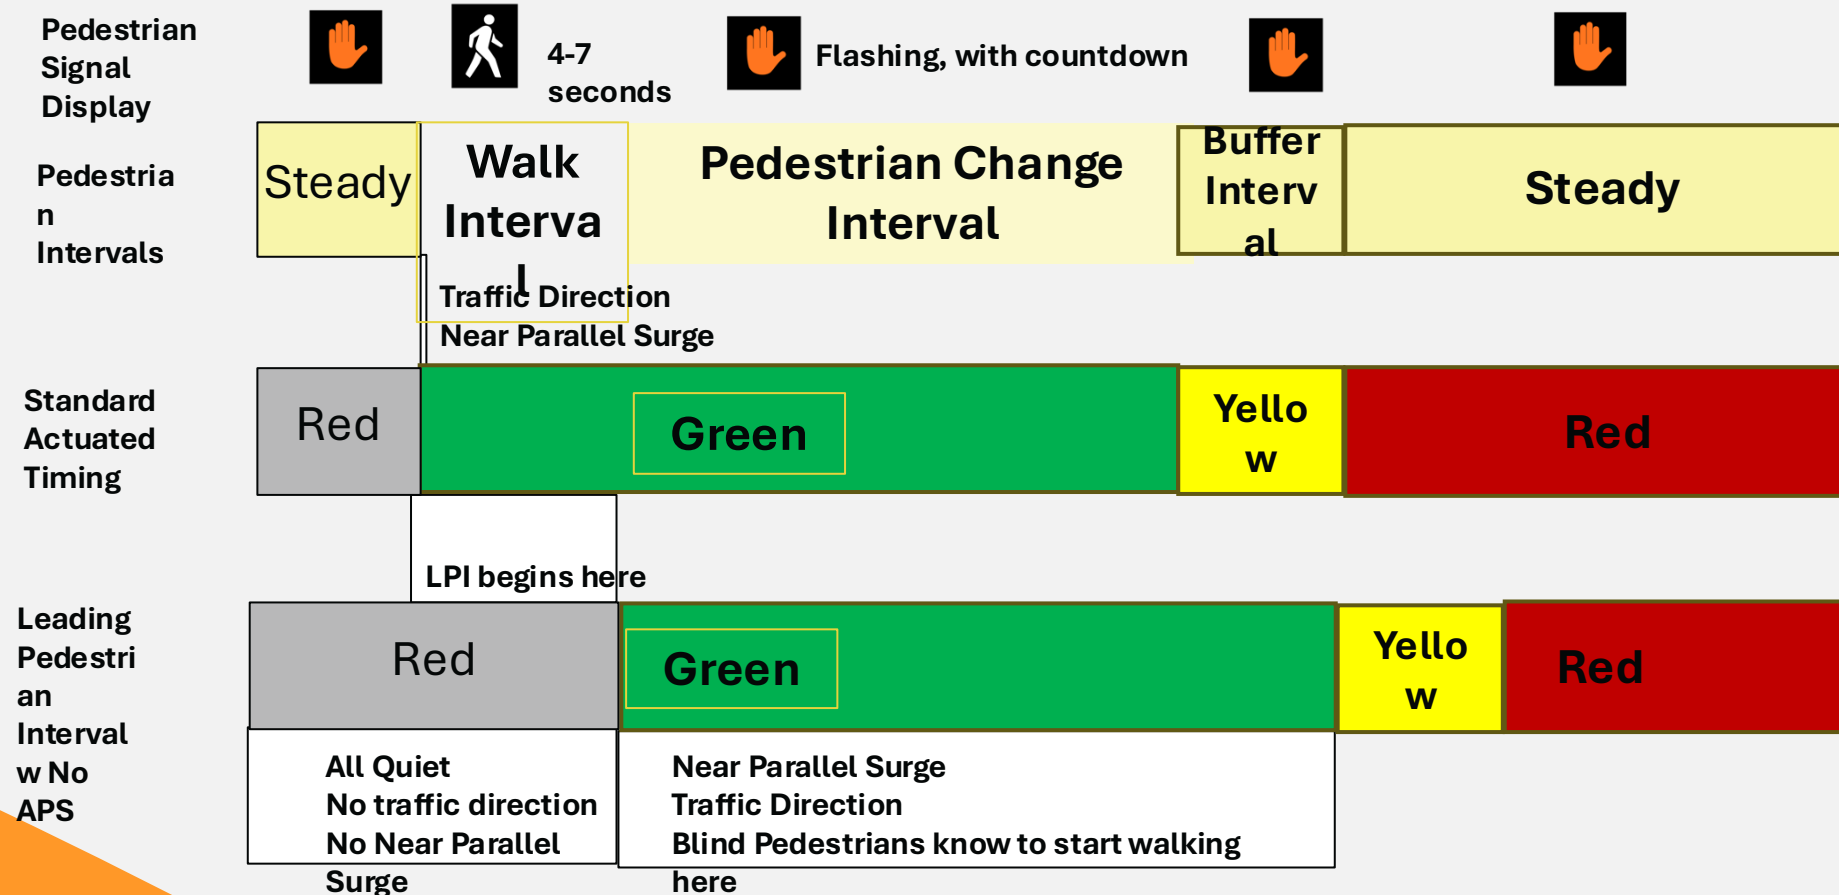 Pedestrian
Signal
Display
4-7
seconds
Flashing, with countdown
Pedestria
n
Intervals
Steady
Walk
Interva
l
Pedestrian Change
Interval
Buffer
Interv
al
Steady
Traffic Direction
Near Parallel Surge
Standard
Actuated
Timing
Red
Green
Yello
w
Red
LPI begins here
Leading
Pedestri
an
Interval
w No
APS
Red
Green
Yello
w
Red
All Quiet
No traffic direction
No Near Parallel
Surge
Near Parallel Surge
Traffic Direction
Blind Pedestrians know to start walking
here